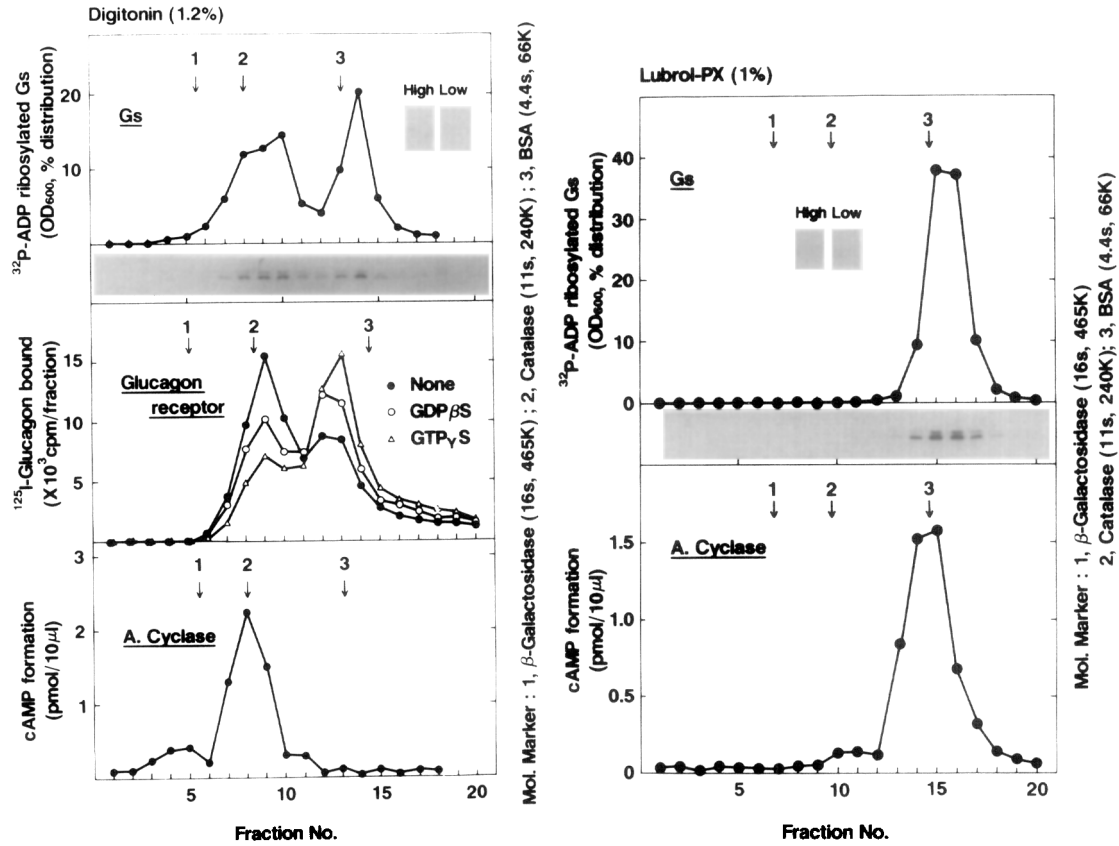 Digitonin (1.2%)
1 2 3
High Low
Gs
20
10
³²P-ADP ribosylated Gs
(OD₆₀₀, % distribution)
1 2 3
15
10
5
Glucagon
receptor
None
GDPβS
GTPγS
¹²⁵I-Glucagon bound
(X10³cpm/fraction)
1 2 3
3
2
1
A. Cyclase
cAMP formation
(pmol/10μl)
5 10 15 20
Fraction No.
Mol. Marker : 1, β-Galactosidase (16s, 465K) ; 2, Catalase (11s, 240K) ; 3, BSA (4.4s, 66K)
Lubrol-PX (1%)
1 2 3
Gs
High Low
40
30
20
10
0
³²P-ADP ribosylated Gs
(OD₆₀₀, % distribution)
1 2 3
A. Cyclase
1.5
1.0
0.5
0
cAMP formation
(pmol/10μl)
5 10 15 20
Fraction No.
Mol. Marker : 1, β-Galactosidase (16s, 465K)
2, Catalase (11s, 240K); 3, BSA (4.4s, 66K)